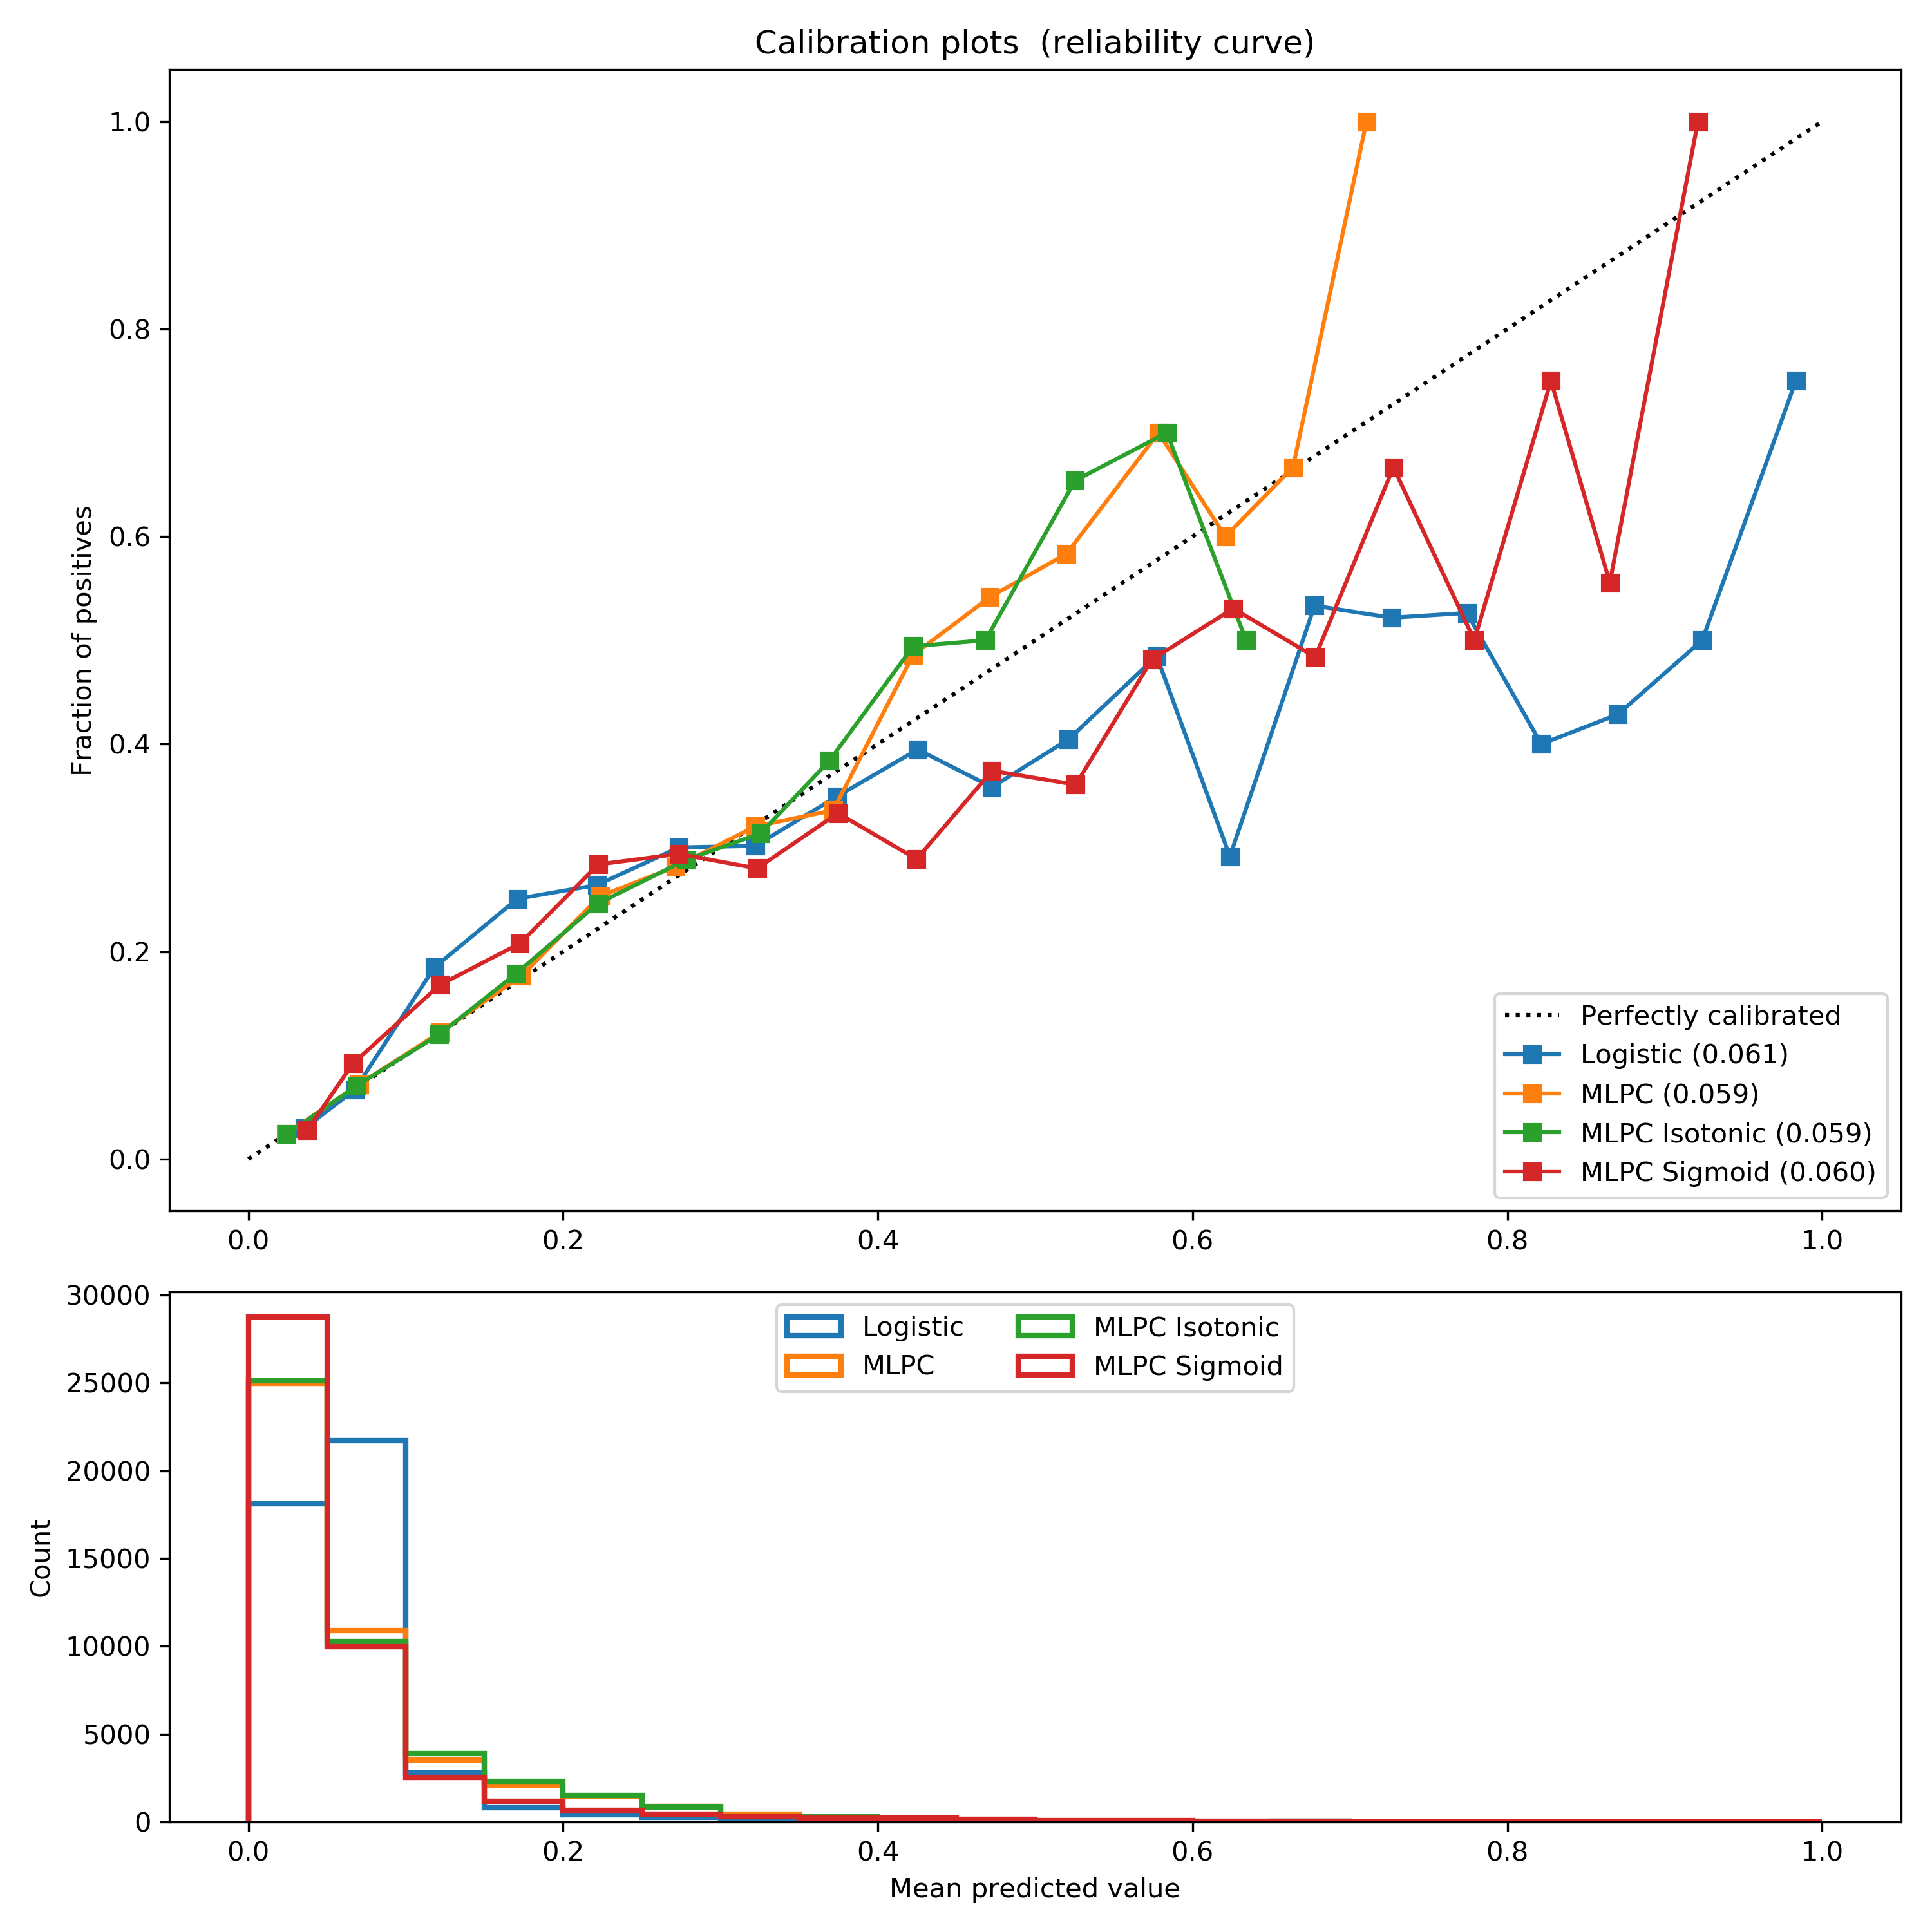 Calibration plots  (reliability curve)
1.0
0.8
0.6
0.4
0.2
0.0
Fraction of positives
Perfectly calibrated
Logistic (0.061)
MLPC (0.059)
MLPC Isotonic (0.059)
MLPC Sigmoid (0.060)
0.0 0.2 0.4 0.6 0.8 1.0
30000
25000
20000
15000
10000
5000
0
Count
Logistic
MLPC
MLPC Isotonic
MLPC Sigmoid
0.0 0.2 0.4 0.6 0.8 1.0
Mean predicted value